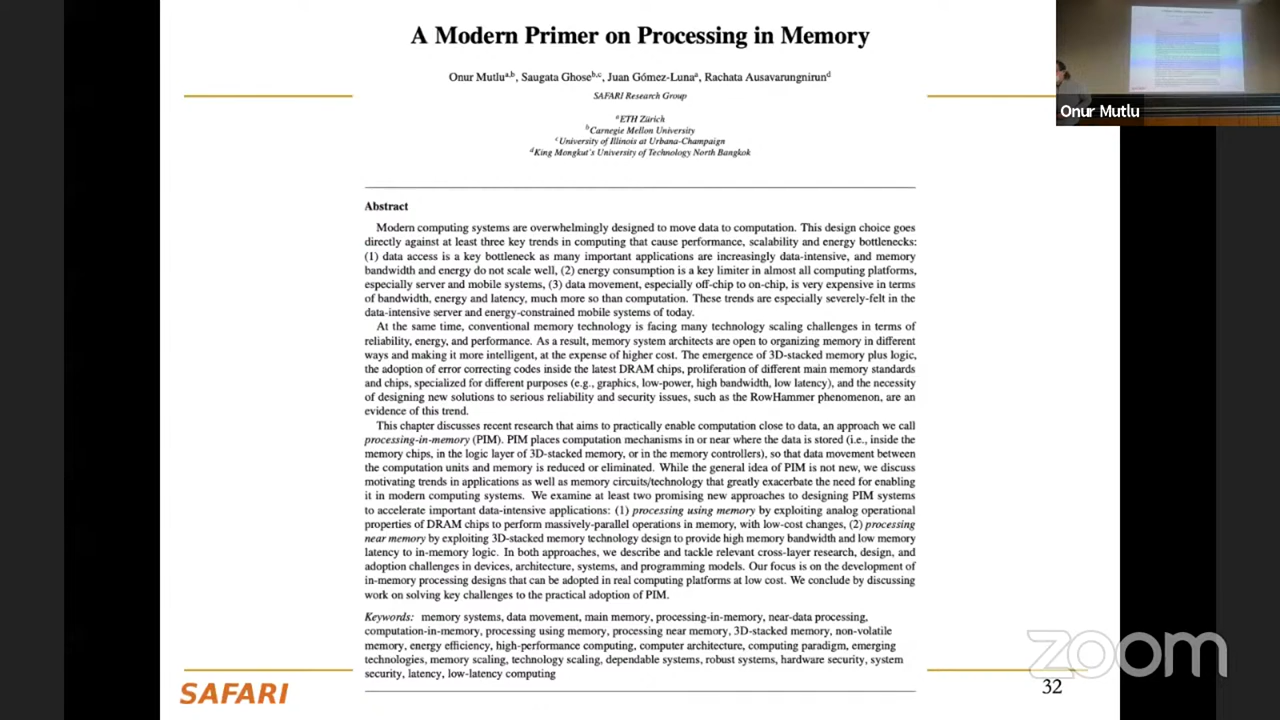 A Modern Primer on Processing in Memory
Onur Mutlua,b, Saugata Ghoseb,c, Juan Gómez-Lunaa, Rachata Ausavarungnirund
SAFARI Research Group
aETH Zürich
bCarnegie Mellon University
cUniversity of Illinois at Urbana-Champaign
dKing Mongkut's University of Technology North Bangkok
Onur Mutlu
Abstract
Modern computing systems are overwhelmingly designed to move data to computation. This design choice goes
directly against at least three key trends in computing that cause performance, scalability and energy bottlenecks:
(1) data access is a key bottleneck as many important applications are increasingly data-intensive, and memory
bandwidth and energy do not scale well, (2) energy consumption is a key limiter in almost all computing platforms,
especially server and mobile systems, (3) data movement, especially off-chip to on-chip, is very expensive in terms
of bandwidth, energy and latency, much more so than computation. These trends are especially severely-felt in the
data-intensive server and energy-constrained mobile systems of today.
At the same time, conventional memory technology is facing many technology scaling challenges in terms of
reliability, energy, and performance. As a result, memory system architects are open to organizing memory in different
ways and making it more intelligent, at the expense of higher cost. The emergence of 3D-stacked memory plus logic,
the adoption of error correcting codes inside the latest DRAM chips, proliferation of different main memory standards
and chips, specialized for different purposes (e.g., graphics, low-power, high bandwidth, low latency), and the necessity
of designing new solutions to serious reliability and security issues, such as the RowHammer phenomenon, are an
evidence of this trend.
This chapter discusses recent research that aims to practically enable computation close to data, an approach we call
processing-in-memory (PIM). PIM places computation mechanisms in or near where the data is stored (i.e., inside the
memory chips, in the logic layer of 3D-stacked memory, or in the memory controllers), so that data movement between
the computation units and memory is reduced or eliminated. While the general idea of PIM is not new, we discuss
motivating trends in applications as well as memory circuits/technology that greatly exacerbate the need for enabling
it in modern computing systems. We examine at least two promising new approaches to designing PIM systems
to accelerate important data-intensive applications: (1) processing using memory by exploiting analog operational
properties of DRAM chips to perform massively-parallel operations in memory, with low-cost changes, (2) processing
near memory by exploiting 3D-stacked memory technology design to provide high memory bandwidth and low memory
latency to in-memory logic. In both approaches, we describe and tackle relevant cross-layer research, design, and
adoption challenges in devices, architecture, systems, and programming models. Our focus is on the development of
in-memory processing designs that can be adopted in real computing platforms at low cost. We conclude by discussing
work on solving key challenges to the practical adoption of PIM.
Keywords: memory systems, data movement, main memory, processing-in-memory, near-data processing,
computation-in-memory, processing using memory, processing near memory, 3D-stacked memory, non-volatile
memory, energy efficiency, high-performance computing, computer architecture, computing paradigm, emerging
technologies, memory scaling, technology scaling, dependable systems, robust systems, hardware security, system
security, latency, low-latency computing
zoom
SAFARI
32